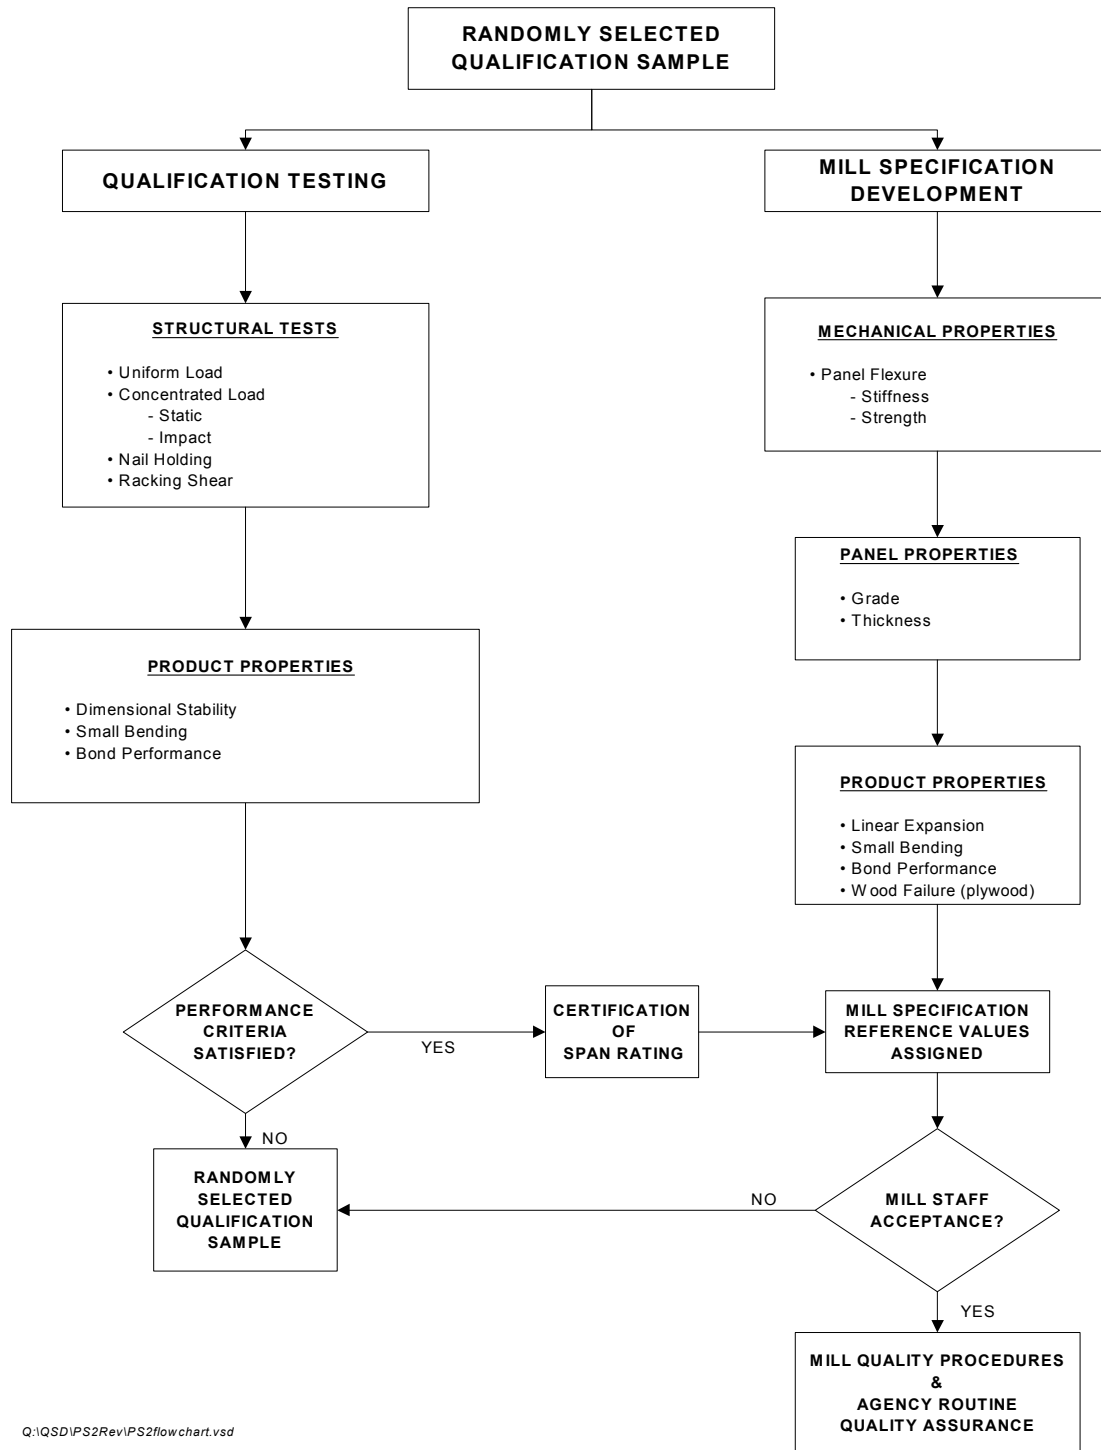 RANDOMLY SELECTED
QUALIFICATION SAMPLE
QUALIFICATION TESTING
MILL SPECIFICATION
DEVELOPMENT
STRUCTURAL TESTS
• Uniform Load
• Concentrated Load
- Static
- Impact
• Nail Holding
• Racking Shear
MECHANICAL PROPERTIES
• Panel Flexure
- Stiffness
- Strength
PANEL PROPERTIES
• Grade
• Thickness
PRODUCT PROPERTIES
• Dimensional Stability
• Small Bending
• Bond Performance
PRODUCT PROPERTIES
• Linear Expansion
• Small Bending
• Bond Performance
• Wood Failure (plywood)
PERFORMANCE
CRITERIA
SATISFIED?
YES
CERTIFICATION
OF
SPAN RATING
MILL SPECIFICATION
REFERENCE VALUES
ASSIGNED
NO
RANDOMLY
SELECTED
QUALIFICATION
SAMPLE
NO
MILL STAFF
ACCEPTANCE?
YES
MILL QUALITY PROCEDURES
&
AGENCY ROUTINE
QUALITY ASSURANCE
Q:\QSD\PS2Rev\PS2flowchart.vsd